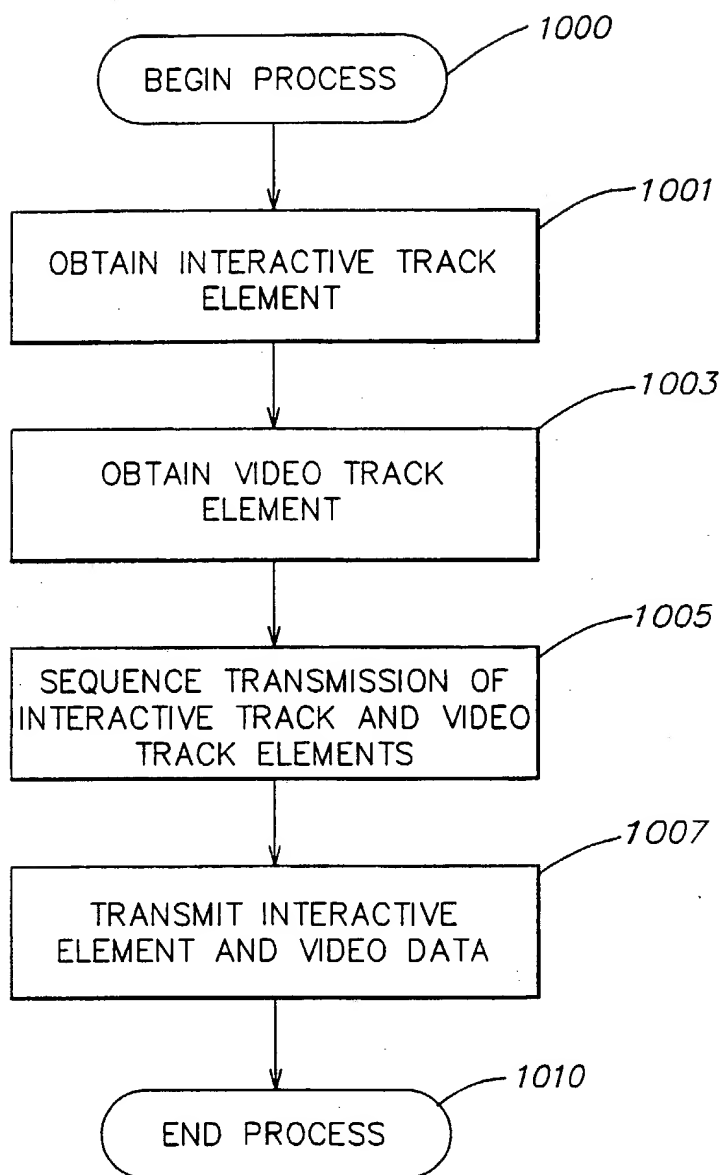 1000
BEGIN PROCESS
1001
OBTAIN INTERACTIVE TRACK
ELEMENT
1003
OBTAIN VIDEO TRACK
ELEMENT
1005
SEQUENCE TRANSMISSION OF
INTERACTIVE TRACK AND VIDEO
TRACK ELEMENTS
1007
TRANSMIT INTERACTIVE
ELEMENT AND VIDEO DATA
1010
END PROCESS